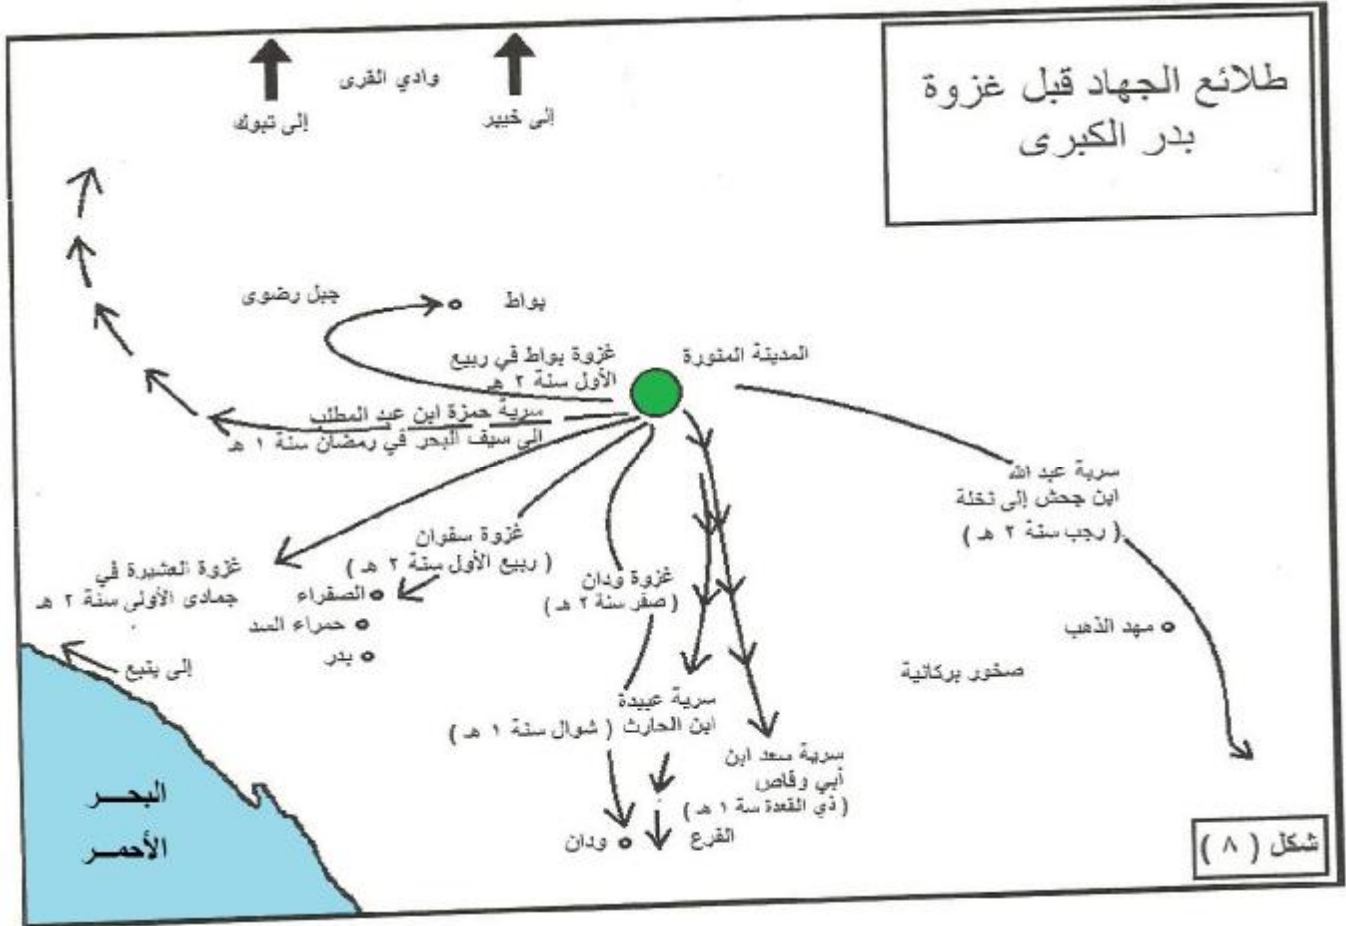 طلائع الجهاد قبل غزوة
بدر الكبرى
وادي القرى
إلى خيبر
إلى تبوك
جبل رضوى
بواط
المدينة المنورة
غزوة بواط في ربيع
الأول سنة ٢ هـ
سرية حمزة ابن عبد المطلب
إلى سيف البحر في رمضان سنة ١ هـ
سرية عبد الله
ابن جحش إلى نخلة
( رجب سنة ٢ هـ )
غزوة سفوان
( ربيع الأول سنة ٢ هـ )
غزوة العشيرة في
جمادى الأولى سنة ٢ هـ
غزوة ودان
( صفر سنة ٢ هـ )
الصفراء
حمراء السد
بدر
إلى ينبع
مهد الذهب
صخور بركانية
سرية عبيدة
ابن الحارث ( شوال سنة ١ هـ )
سرية سعد ابن
أبي وقاص
( ذي القعدة سة ١ هـ )
الفرع
ودان
البحر
الأحمر
شكل ( ٨ )